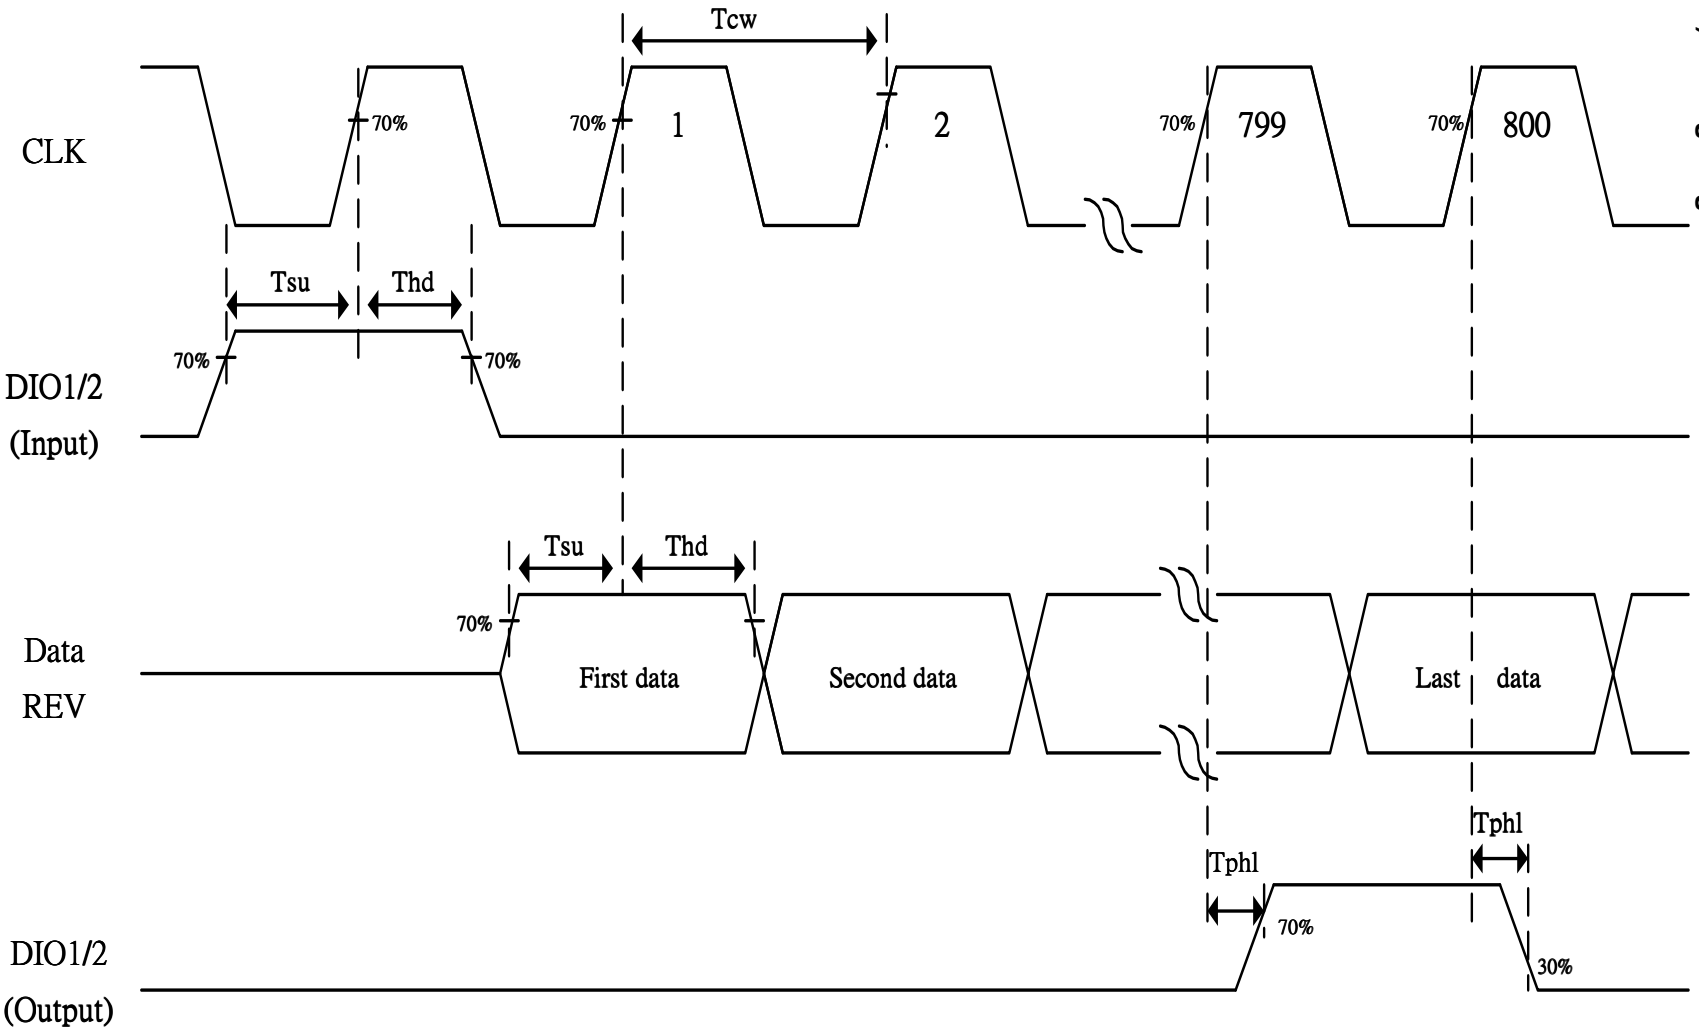 Tcw
CLK
70%
70%
1
2
70%
799
70%
800
Tsu
Thd
70%
70%
DIO1/2
(Input)
Tsu
Thd
70%
Data
REV
First data
Second data
Last data
Tphl
Tphl
70%
30%
DIO1/2
(Output)